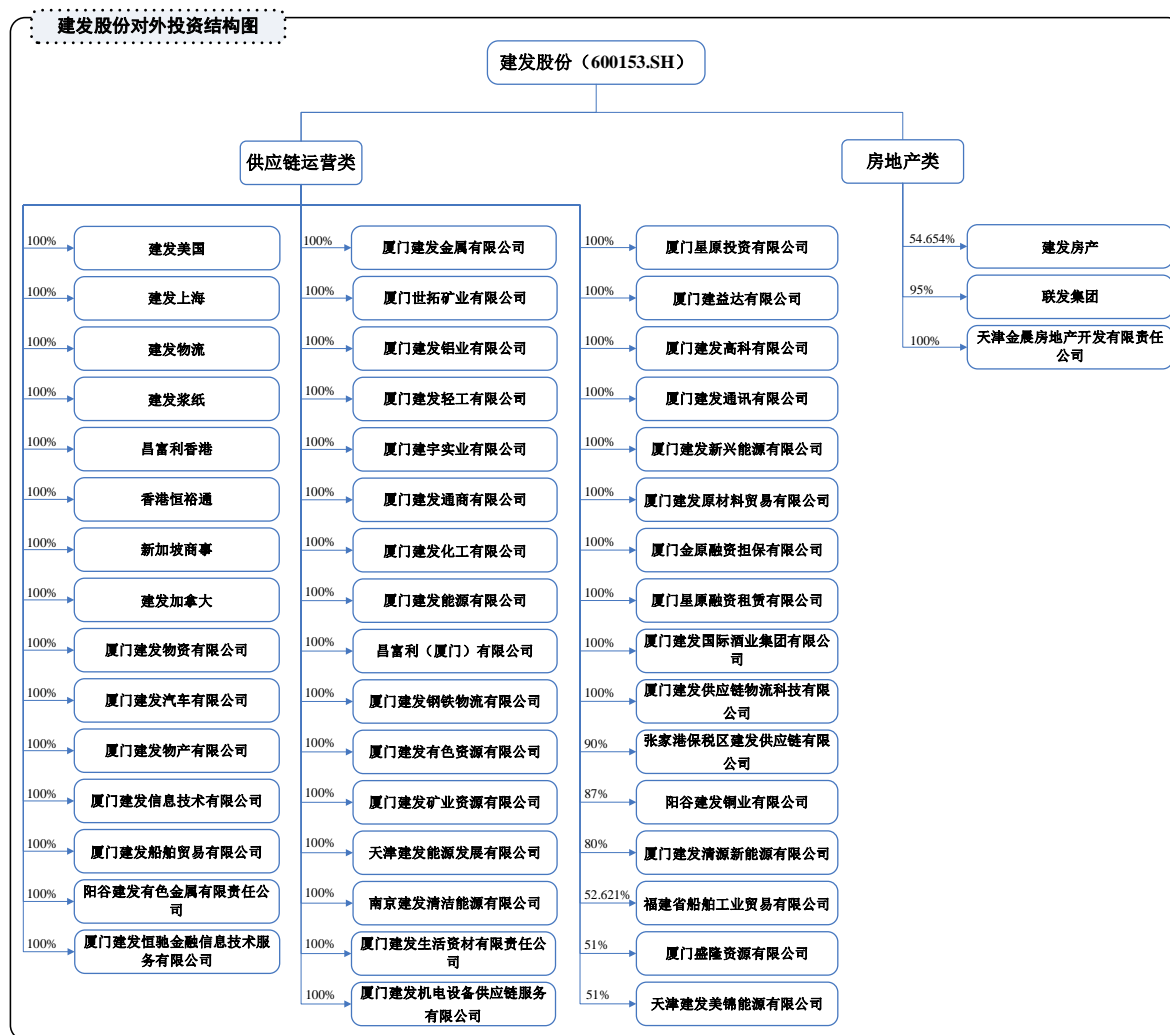 建发股份对外投资结构图
建发股份（600153.SH）
供应链运营类
房地产类
100%
建发美国
100%
建发上海
100%
建发物流
100%
建发浆纸
100%
昌富利香港
100%
香港恒裕通
100%
新加坡商事
100%
建发加拿大
100%
厦门建发物资有限公司
100%
厦门建发汽车有限公司
100%
厦门建发物产有限公司
100%
厦门建发信息技术有限公司
100%
厦门建发船舶贸易有限公司
100%
阳谷建发有色金属有限责任公
司
100%
厦门建发恒驰金融信息技术服
务有限公司
100%
厦门建发金属有限公司
100%
厦门世拓矿业有限公司
100%
厦门建发铝业有限公司
100%
厦门建发轻工有限公司
100%
厦门建宇实业有限公司
100%
厦门建发通商有限公司
100%
厦门建发化工有限公司
100%
厦门建发能源有限公司
100%
昌富利（厦门）有限公司
100%
厦门建发钢铁物流有限公司
100%
厦门建发有色资源有限公司
100%
厦门建发矿业资源有限公司
100%
天津建发能源发展有限公司
100%
南京建发清洁能源有限公司
100%
厦门建发生活资材有限责任公
司
100%
厦门建发机电设备供应链服务
有限公司
100%
厦门星原投资有限公司
100%
厦门建益达有限公司
100%
厦门建发高科有限公司
100%
厦门建发通讯有限公司
100%
厦门建发新兴能源有限公司
100%
厦门建发原材料贸易有限公司
100%
厦门金原融资担保有限公司
100%
厦门星原融资租赁有限公司
100%
厦门建发国际酒业集团有限公
司
100%
厦门建发供应链物流科技有限
公司
90%
张家港保税区建发供应链有限
公司
87%
阳谷建发铜业有限公司
80%
厦门建发清源新能源有限公司
52.621%
福建省船舶工业贸易有限公司
51%
厦门盛隆资源有限公司
51%
天津建发美锦能源有限公司
54.654%
建发房产
95%
联发集团
100%
天津金晨房地产开发有限责任
公司